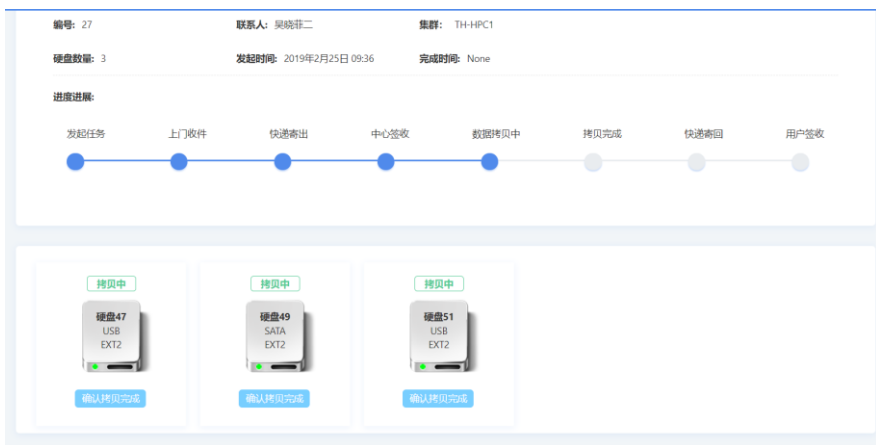 编号: 27 联系人: 吴晓菲二 集群: TH-HPC1
硬盘数量: 3 发起时间: 2019年2月25日 09:36 完成时间: None
进度进展:
发起任务 上门收件 快递寄出 中心签收 数据拷贝中 拷贝完成 快递寄回 用户签收
拷贝中 拷贝中 拷贝中
硬盘47 硬盘49 硬盘51
USB SATA USB
EXT2 EXT2 EXT2
确认拷贝完成 确认拷贝完成 确认拷贝完成